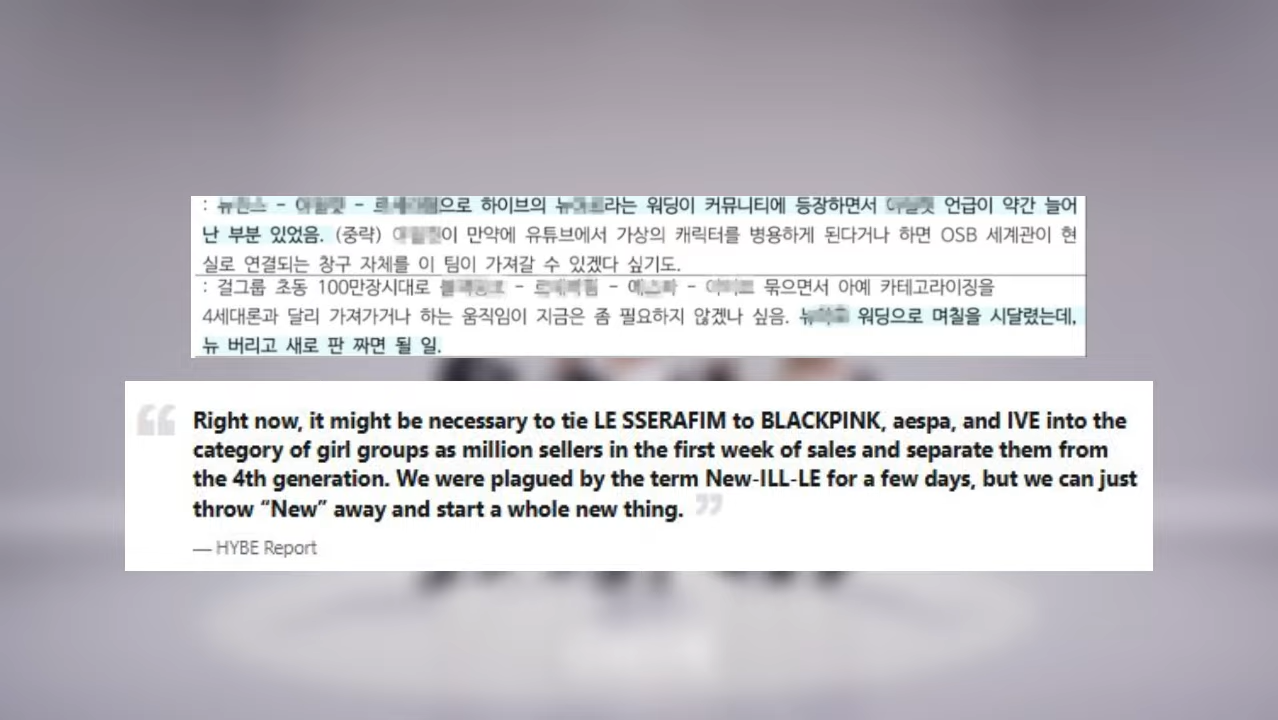 : 으로 하이브의 라는 워딩이 커뮤니티에 등장하면서 언급이 약간 늘어
난 부분 있었음. (중략) 이 만약에 유튜브에서 가상의 캐릭터를 병용하게 된다거나 하면 OSB 세계관이 현
실로 연결되는 창구 자체를 이 팀이 가져갈 수 있겠다 싶기도.
: 걸그룹 초동 100만장시대로 - - - 묶으면서 아예 카테고라이징을
4세대론과 달리 가져가거나 하는 움직임이 지금은 좀 필요하지 않겠나 싶음. 워딩으로 며칠을 시달렸는데,
뉴 버리고 새로 판 짜면 될 일.
“ Right now, it might be necessary to tie LE SSERAFIM to BLACKPINK, aespa, and IVE into the
category of girl groups as million sellers in the first week of sales and separate them from
the 4th generation. We were plagued by the term New-ILL-LE for a few days, but we can just
throw “New” away and start a whole new thing. ”
— HYBE Report